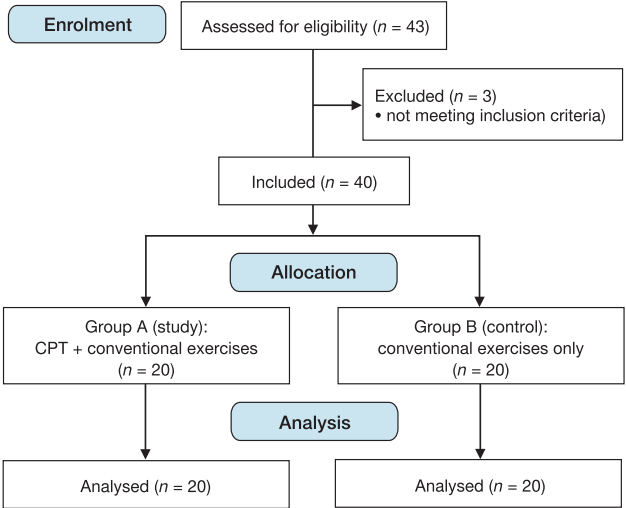 Enrolment
Assessed for eligibility (n = 43)
Excluded (n = 3)
• not meeting inclusion criteria)
Included (n = 40)
Allocation
Group A (study):
CPT + conventional exercises
(n = 20)
Group B (control):
conventional exercises only
(n = 20)
Analysis
Analysed (n = 20)
Analysed (n = 20)